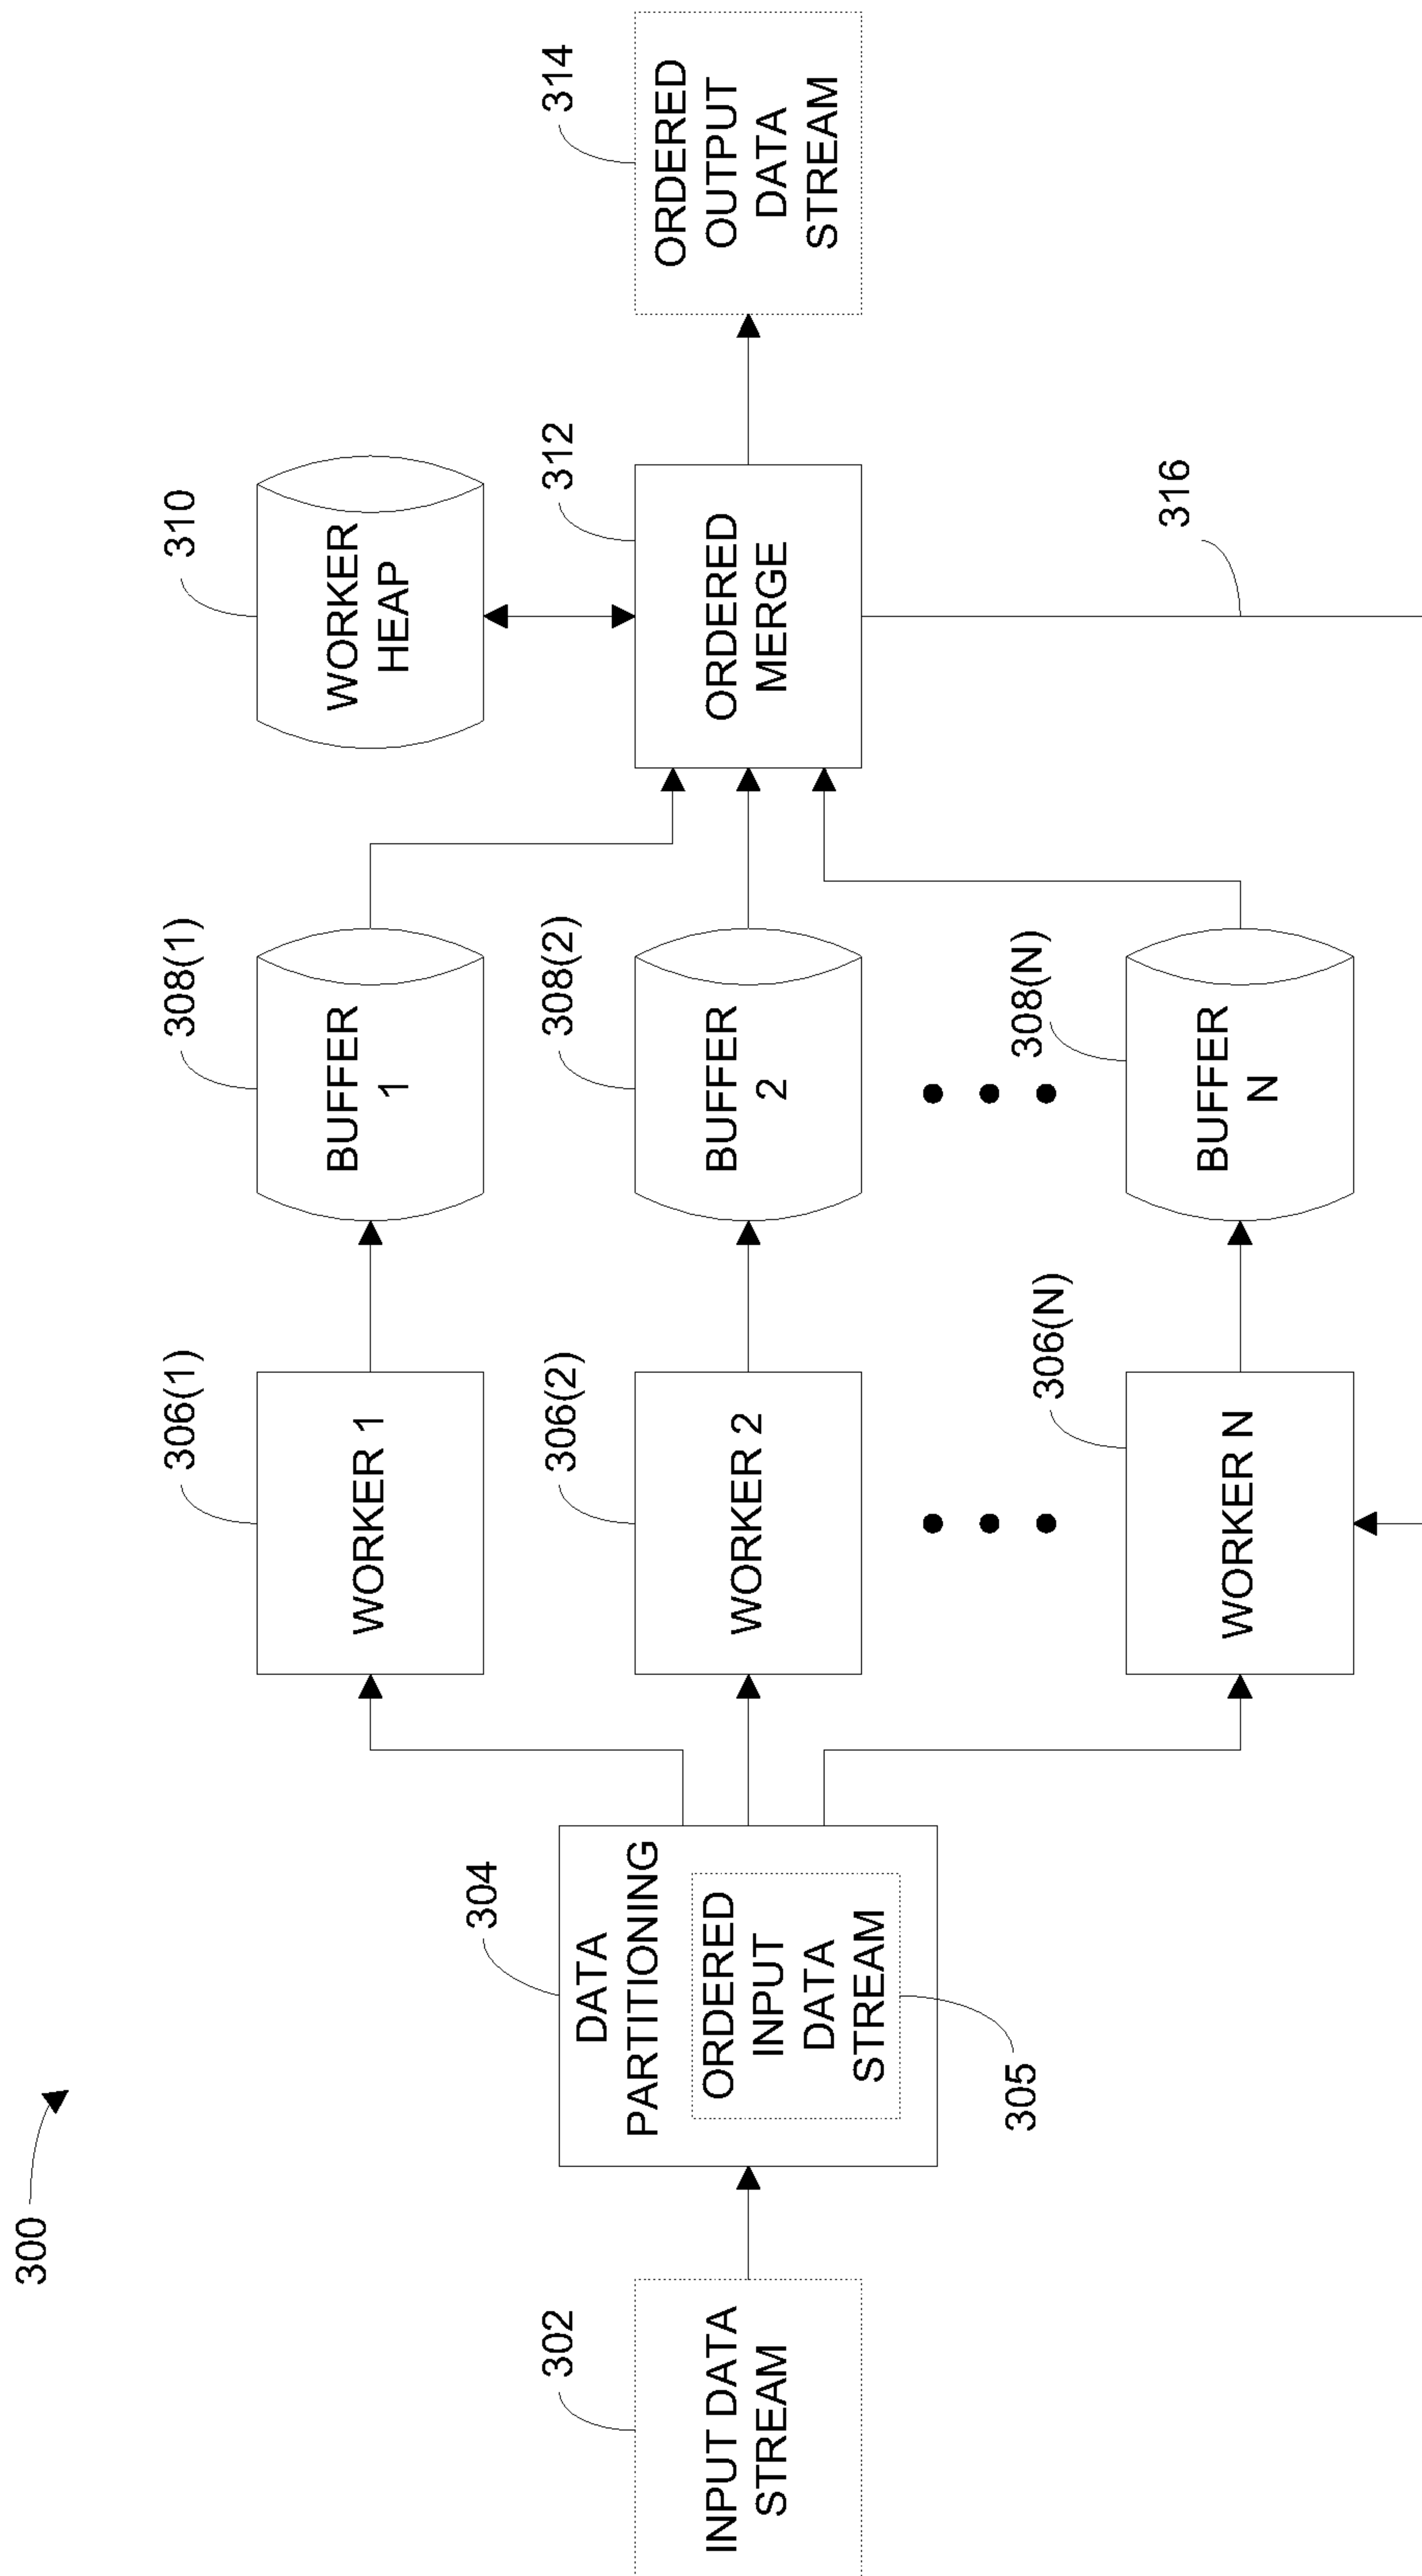 300
302
INPUT DATA
STREAM
304
DATA
PARTITIONING
ORDERED
INPUT
DATA
STREAM
305
306(1)
WORKER 1
306(2)
WORKER 2
306(N)
WORKER N
308(1)
BUFFER
1
308(2)
BUFFER
2
308(N)
BUFFER
N
310
WORKER
HEAP
312
ORDERED
MERGE
316
314
ORDERED
OUTPUT
DATA
STREAM